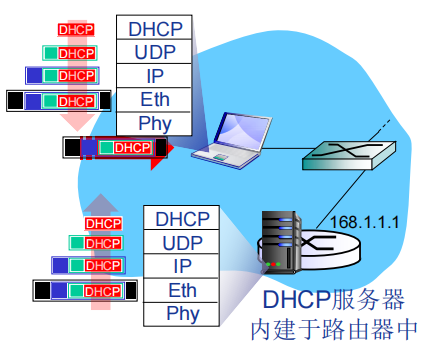 DHCP
DHCP
DHCP
DHCP
DHCP
DHCP
UDP
IP
Eth
Phy
DHCP
DHCP
DHCP
DHCP
DHCP
UDP
IP
Eth
Phy
168.1.1.1
DHCP服务器
内建于路由器中